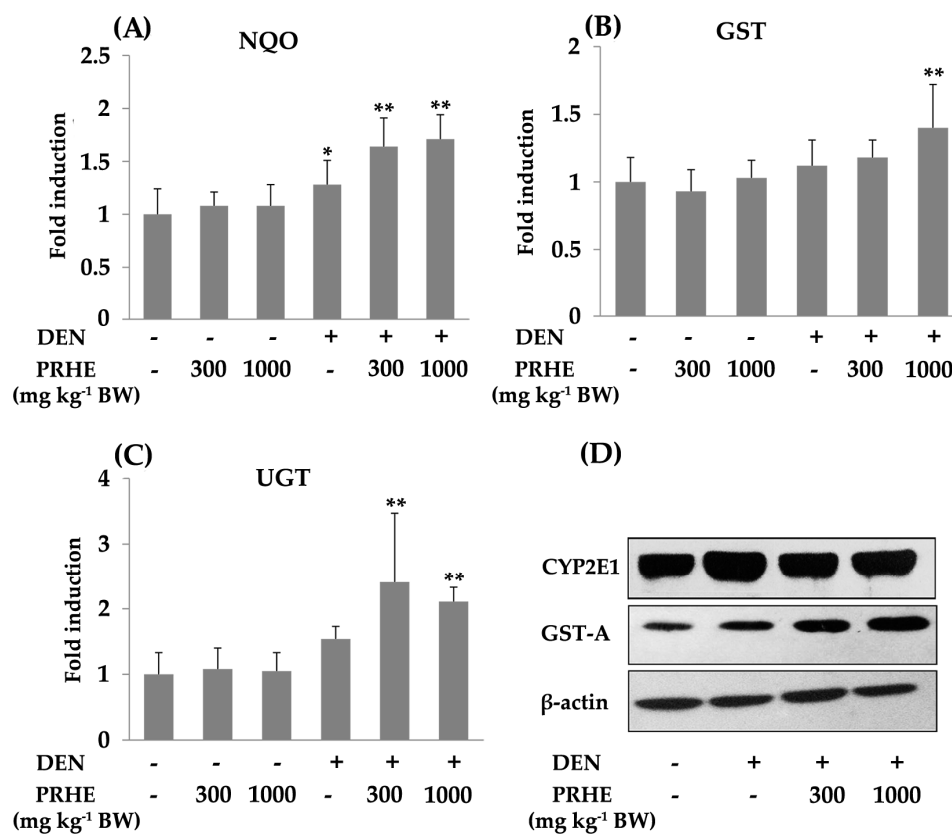 (A)
NQO
2.5
2
1.5
1
0.5
0
Fold induction
* ** **
DEN - - - + + +
PRHE - 300 1000 - 300 1000
(mg kg⁻¹ BW)
(B)
GST
2
1.5
1
0.5
0
Fold induction
**
DEN - - - + + +
PRHE - 300 1000 - 300 1000
(mg kg⁻¹ BW)
(C)
UGT
4
3
2
1
0
Fold induction
** **
DEN - - - + + +
PRHE - 300 1000 - 300 1000
(mg kg⁻¹ BW)
(D)
CYP2E1
GST-A
β-actin
DEN - + + +
PRHE - - 300 1000
(mg kg⁻¹ BW)